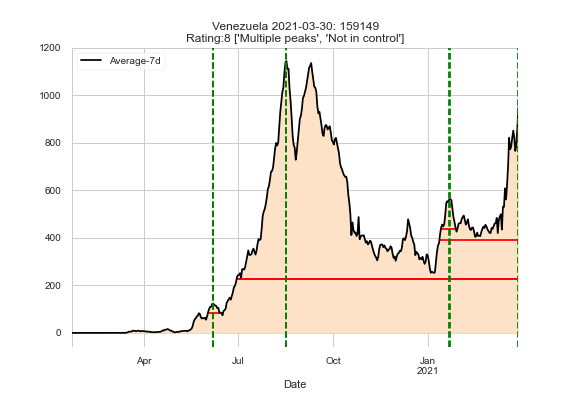 Venezuela 2021-03-30: 159149
Rating:8 ['Multiple peaks', 'Not in control']
Average-7d
1200
1000
800
600
400
200
0
Apr
Jul
Oct
Jan
2021
Date